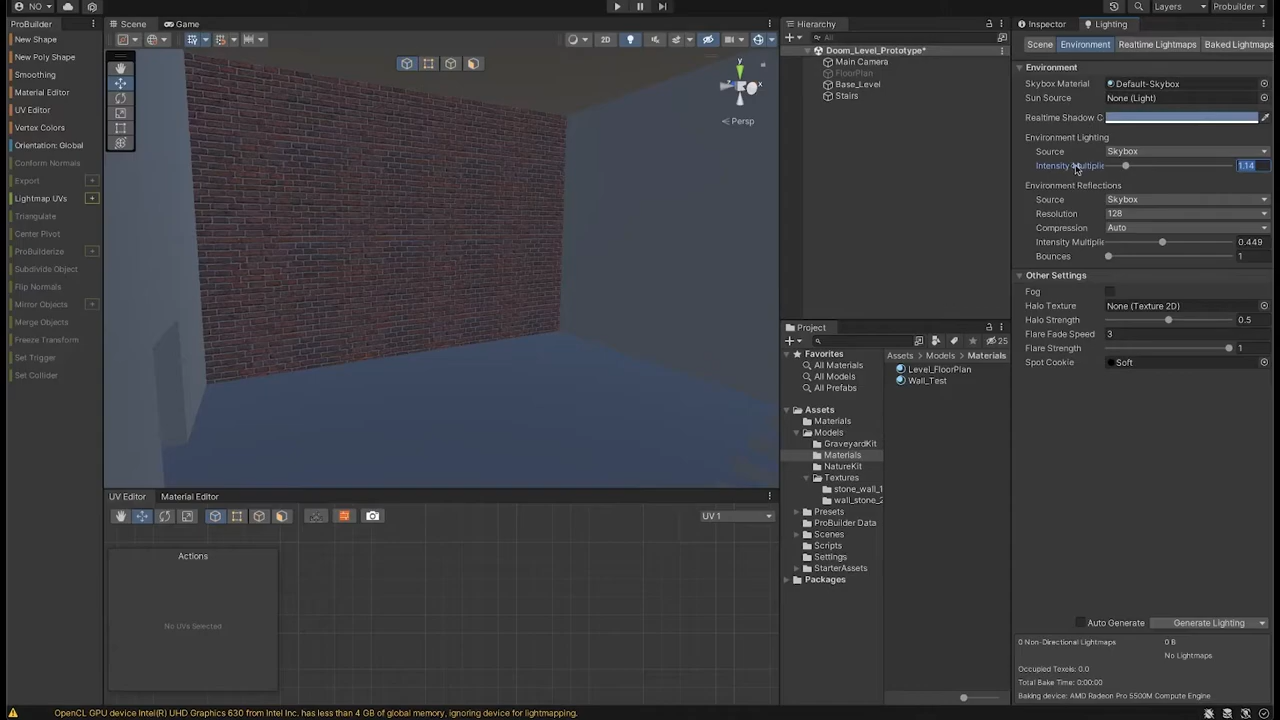 NO
Layers
Probuilder
ProBuilder
Scene
Game
Hierarchy
Inspector
Lighting
New Shape
New Poly Shape
Smoothing
Material Editor
UV Editor
Vertex Colors
Orientation: Global
Conform Normals
Export
Lightmap UVs
Triangulate
Center Pivot
ProBuilderize
Subdivide Object
Flip Normals
Mirror Objects
Merge Objects
Freeze Transform
Set Trigger
Set Collider
2D
y
x
z
Persp
All
Doom_Level_Prototype*
Main Camera
FloorPlan
Base_Level
Stairs
Scene
Environment
Realtime Lightmaps
Baked Lightmaps
Environment
Skybox Material
Default-Skybox
Sun Source
None (Light)
Realtime Shadow C
Environment Lighting
Source
Skybox
Intensity Multiplie
1.14
Environment Reflections
Source
Skybox
Resolution
128
Compression
Auto
Intensity Multiplie
0.449
Bounces
1
Other Settings
Fog
Halo Texture
None (Texture 2D)
Halo Strength
0.5
Flare Fade Speed
3
Flare Strength
1
Spot Cookie
Soft
Project
25
Favorites
All Materials
All Models
All Prefabs
Assets
Materials
Models
GraveyardKit
Materials
NatureKit
Textures
stone_wall_1
wall_stone_2
Presets
ProBuilder Data
Scenes
Scripts
Settings
StarterAssets
Packages
Assets
Models
Materials
Level_FloorPlan
Wall_Test
UV Editor
Material Editor
UV 1
Actions
No UVs Selected
Auto Generate
Generate Lighting
0 Non-Directional Lightmaps
0 B
No Lightmaps
Occupied Texels: 0.0
Total Bake Time: 0:00:00
Baking device: AMD Radeon Pro 5500M Compute Engine
OpenCL GPU device Intel(R) UHD Graphics 630 from Intel Inc. has less than 4 GB of global memory, ignoring device for lightmapping.